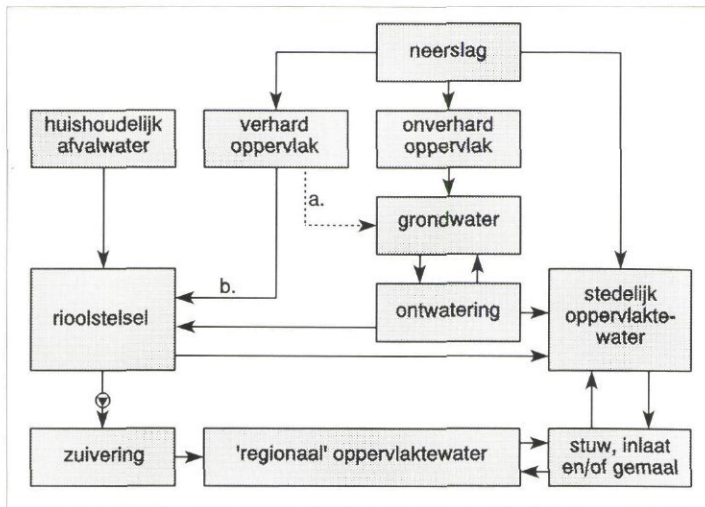 neerslag
huishoudelijk
afvalwater
verhard
oppervlak
onverhard
oppervlak
a.
grondwater
b.
rioolstelsel
ontwatering
stedelijk
oppervlakte-
water
zuivering
'regionaal' oppervlaktewater
stuw, inlaat
en/of gemaal